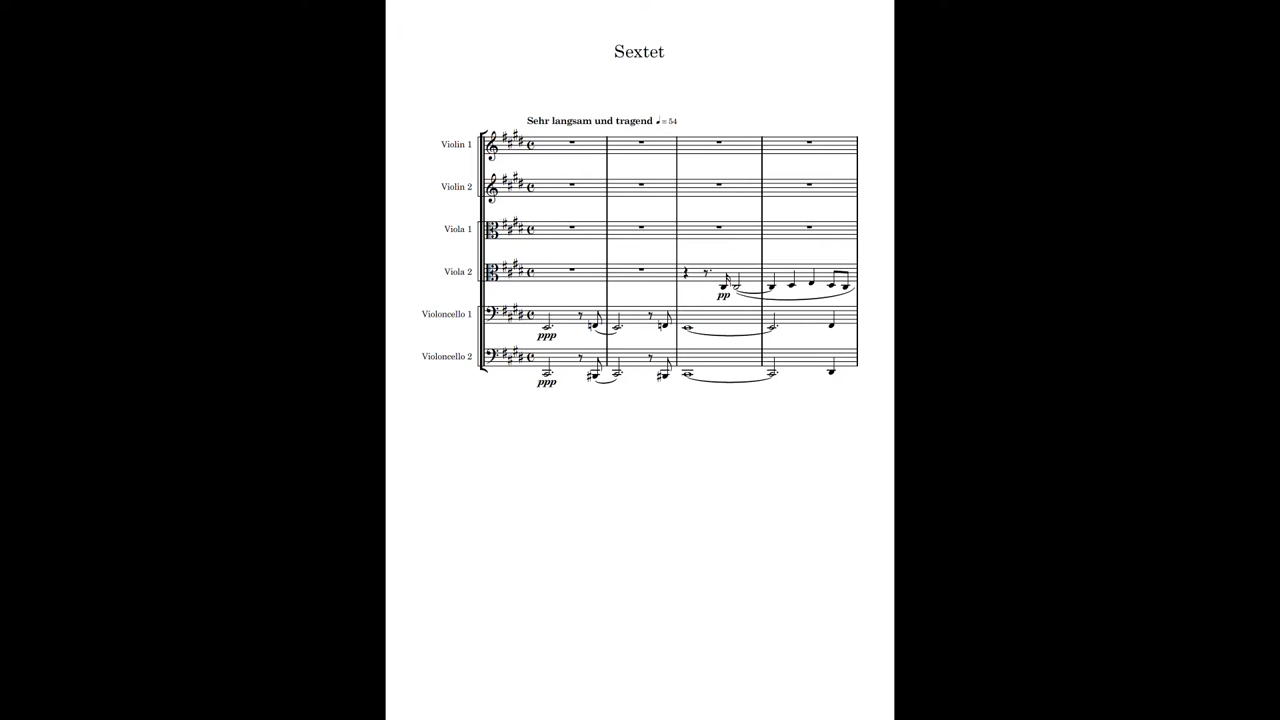 Sextet
Sehr langsam und tragend ♩ = 54
Violin 1
Violin 2
Viola 1
Viola 2
pp
Violoncello 1
ppp
Violoncello 2
ppp